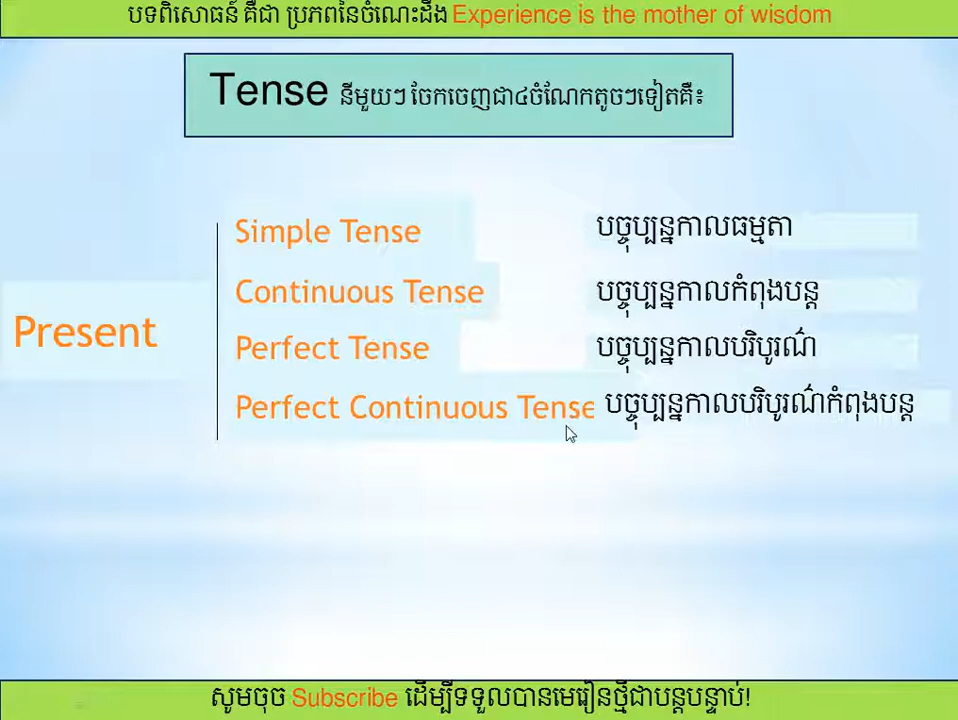 បទពិសោធន៍ គឺជា ប្រភពនៃចំណេះដឹង Experience is the mother of wisdom
Tense នីមួយៗ ចែកចេញជា៤ចំណែកតូចៗទៀតគឺ៖
Simple Tense បច្ចុប្បន្នកាលធម្មតា
Continuous Tense បច្ចុប្បន្នកាលកំពុងបន្ត
Present
Perfect Tense បច្ចុប្បន្នកាលបរិបូរណ៌
Perfect Continuous Tense បច្ចុប្បន្នកាលបរិបូរណ៌កំពុងបន្ត
សូមចុច Subscribe ដើម្បីទទួលបានមេរៀនថ្មីជាបន្តបន្ទាប់!